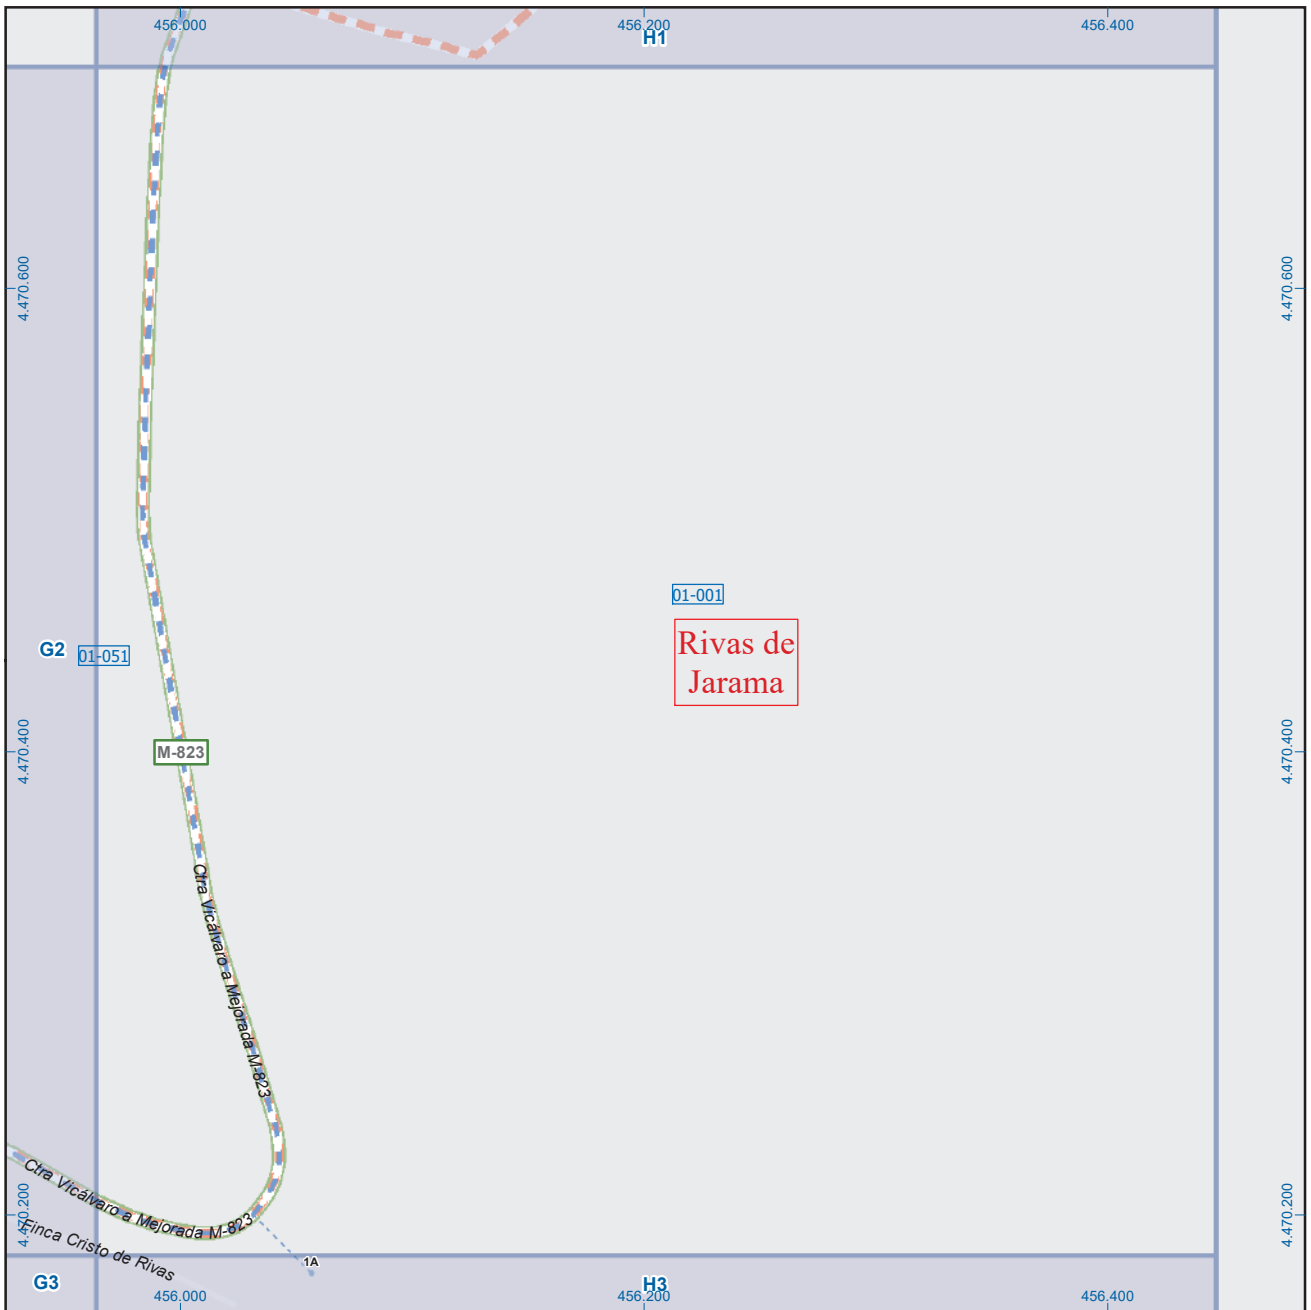 456.000
456.200
456.400
H1
4.470.600
4.470.600
01-001
Rivas de
Jarama
G2
01-051
M-823
4.470.400
4.470.400
Ctra Vicálvaro a Mejorada M-823
Ctra Vicálvaro a Mejorada M-823
4.470.200
4.470.200
Finca Cristo de Rivas
1A
G3
H3
456.000
456.200
456.400